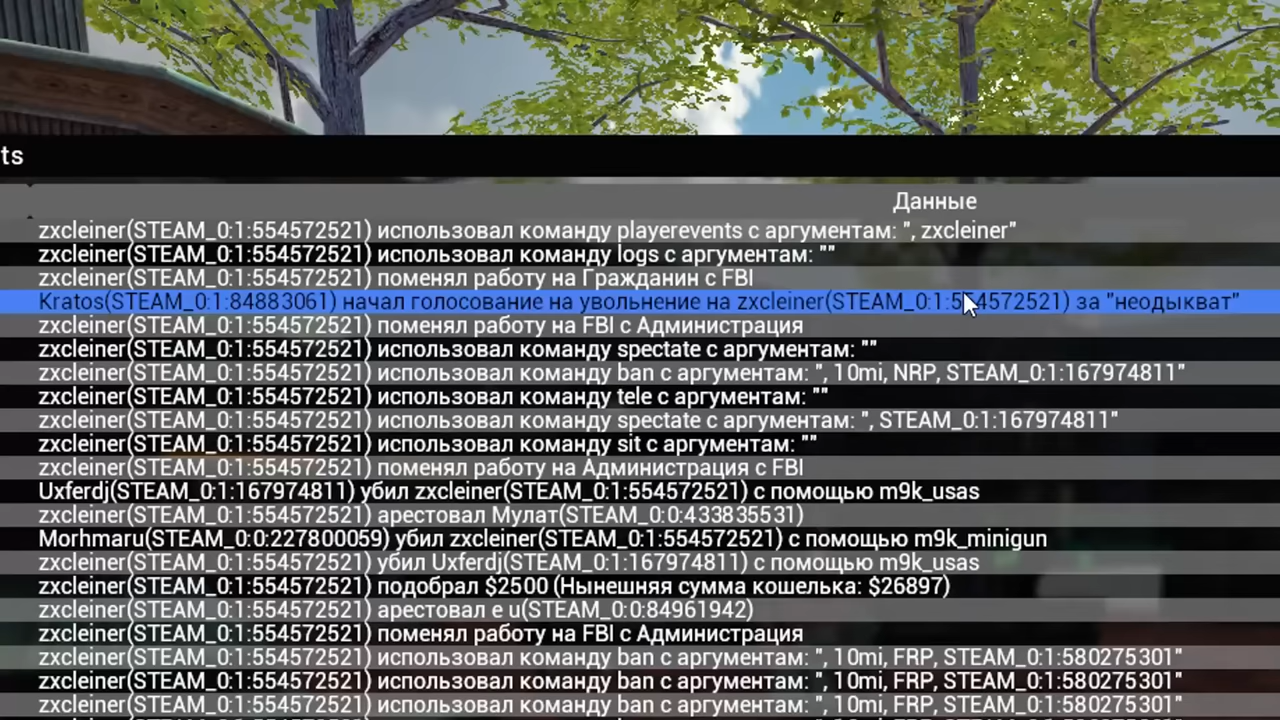 ts
Данные
zxcleiner(STEAM_0:1:554572521) использовал команду playerevents с аргументам: ", zxcleiner"
zxcleiner(STEAM_0:1:554572521) использовал команду logs с аргументам: ""
zxcleiner(STEAM_0:1:554572521) поменял работу на Гражданин с FBI
Kratos(STEAM_0:1:84883061) начал голосование на увольнение на zxcleiner(STEAM_0:1:554572521) за "неодыкват"
zxcleiner(STEAM_0:1:554572521) поменял работу на FBI с Администрация
zxcleiner(STEAM_0:1:554572521) использовал команду spectate с аргументам: ""
zxcleiner(STEAM_0:1:554572521) использовал команду ban с аргументам: ", 10mi, NRP, STEAM_0:1:167974811"
zxcleiner(STEAM_0:1:554572521) использовал команду tele с аргументам: ""
zxcleiner(STEAM_0:1:554572521) использовал команду spectate с аргументам: ", STEAM_0:1:167974811"
zxcleiner(STEAM_0:1:554572521) использовал команду sit с аргументам: ""
zxcleiner(STEAM_0:1:554572521) поменял работу на Администрация с FBI
Uxferdj(STEAM_0:1:167974811) убил zxcleiner(STEAM_0:1:554572521) с помощью m9k_usas
zxcleiner(STEAM_0:1:554572521) арестовал Мулат(STEAM_0:0:433835531)
Morhmaru(STEAM_0:0:227800059) убил zxcleiner(STEAM_0:1:554572521) с помощью m9k_minigun
zxcleiner(STEAM_0:1:554572521) убил Uxferdj(STEAM_0:1:167974811) с помощью m9k_usas
zxcleiner(STEAM_0:1:554572521) подобрал $2500 (Нынешняя сумма кошелька: $26897)
zxcleiner(STEAM_0:1:554572521) арестовал e u(STEAM_0:0:84961942)
zxcleiner(STEAM_0:1:554572521) поменял работу на FBI с Администрация
zxcleiner(STEAM_0:1:554572521) использовал команду ban с аргументам: ", 10mi, FRP, STEAM_0:1:580275301"
zxcleiner(STEAM_0:1:554572521) использовал команду ban с аргументам: ", 10mi, FRP, STEAM_0:1:580275301"
zxcleiner(STEAM_0:1:554572521) использовал команду ban с аргументам: ", 10mi, FRP, STEAM_0:1:580275301"